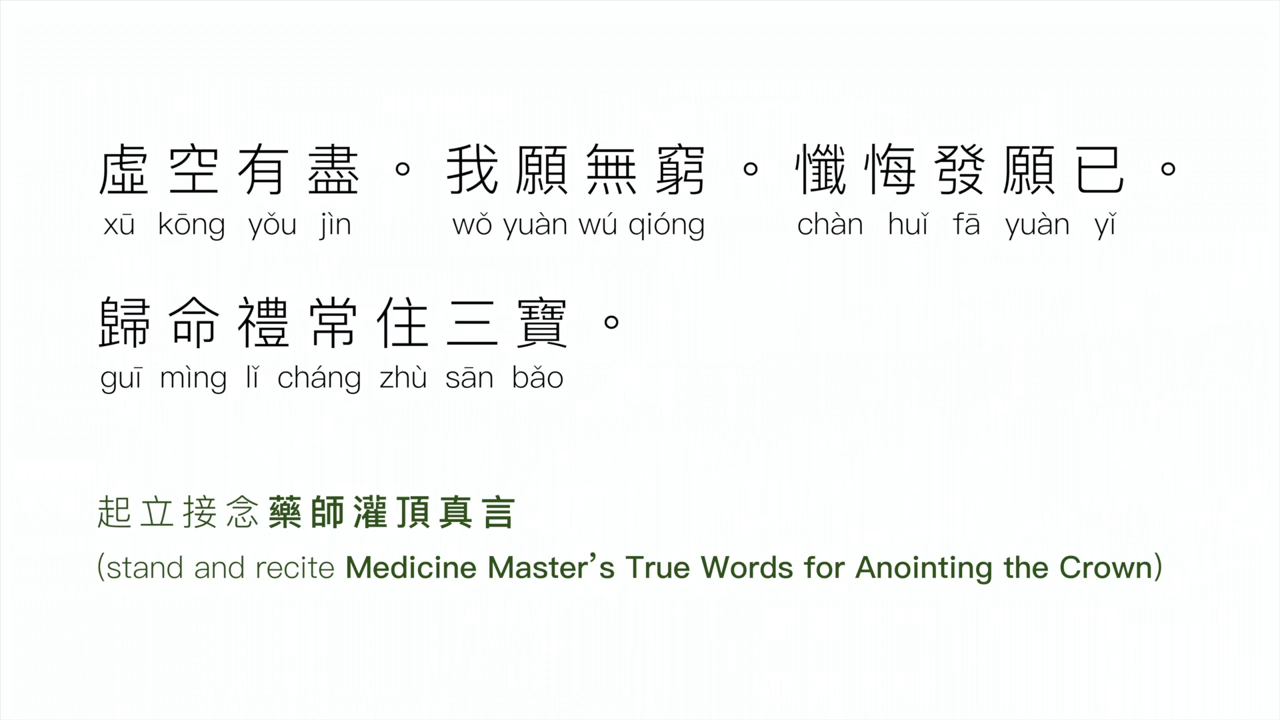 虛空有盡。我願無窮。懺悔發願已。
xū kōng yǒu jìn wǒ yuàn wú qióng chàn huǐ fā yuàn yǐ
歸命禮常住三寶。
guī mìng lǐ cháng zhù sān bǎo
起立接念藥師灌頂真言
(stand and recite Medicine Master’s True Words for Anointing the Crown)